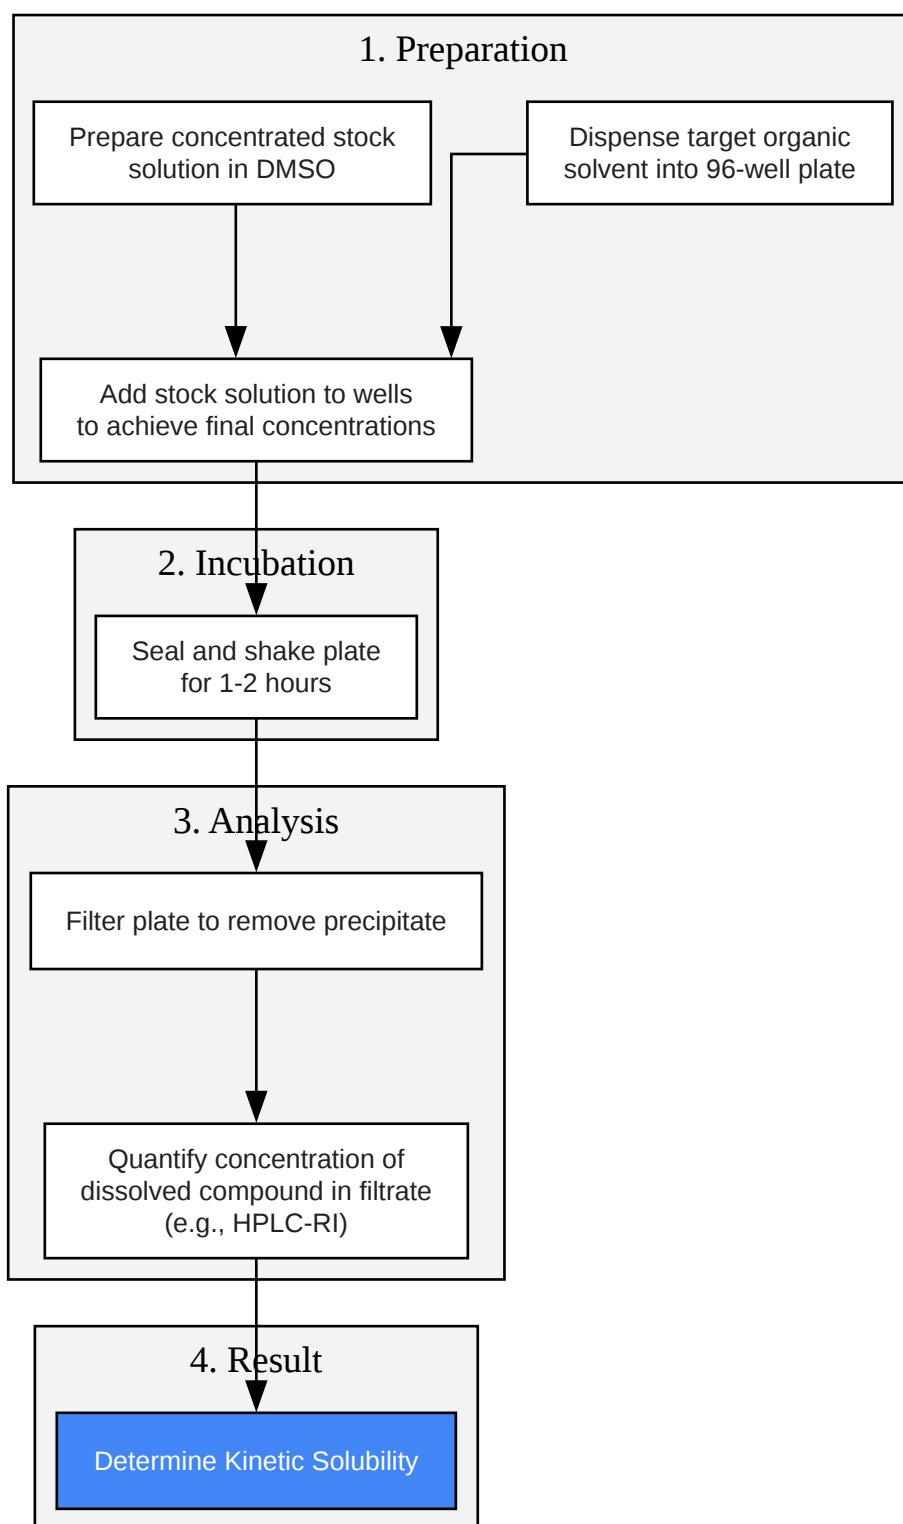 1. Preparation
Prepare concentrated stock
solution in DMSO
Dispense target organic
solvent into 96-well plate
Add stock solution to wells
to achieve final concentrations
2. Incubation
Seal and shake plate
for 1-2 hours
3. Analysis
Filter plate to remove precipitate
Quantify concentration of
dissolved compound in filtrate
(e.g., HPLC-RI)
4. Result
Determine Kinetic Solubility